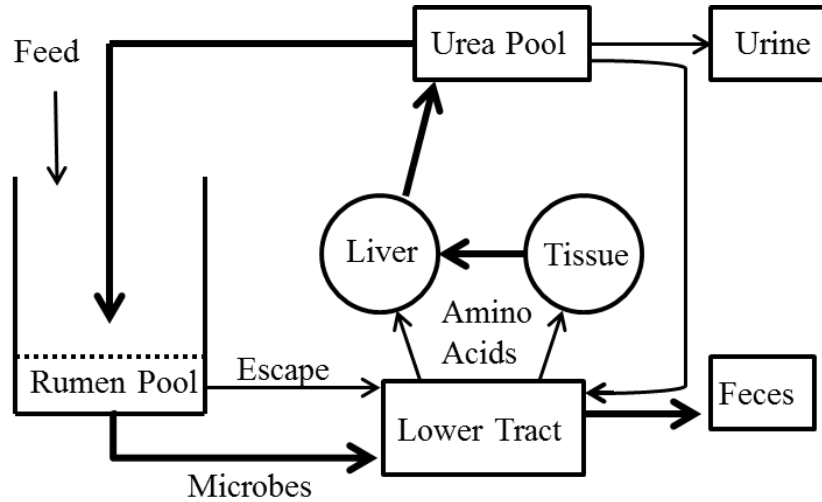 Feed
Urea Pool
Urine
Liver
Tissue
Amino
Acids
Rumen Pool
Escape
Lower Tract
Feces
Microbes